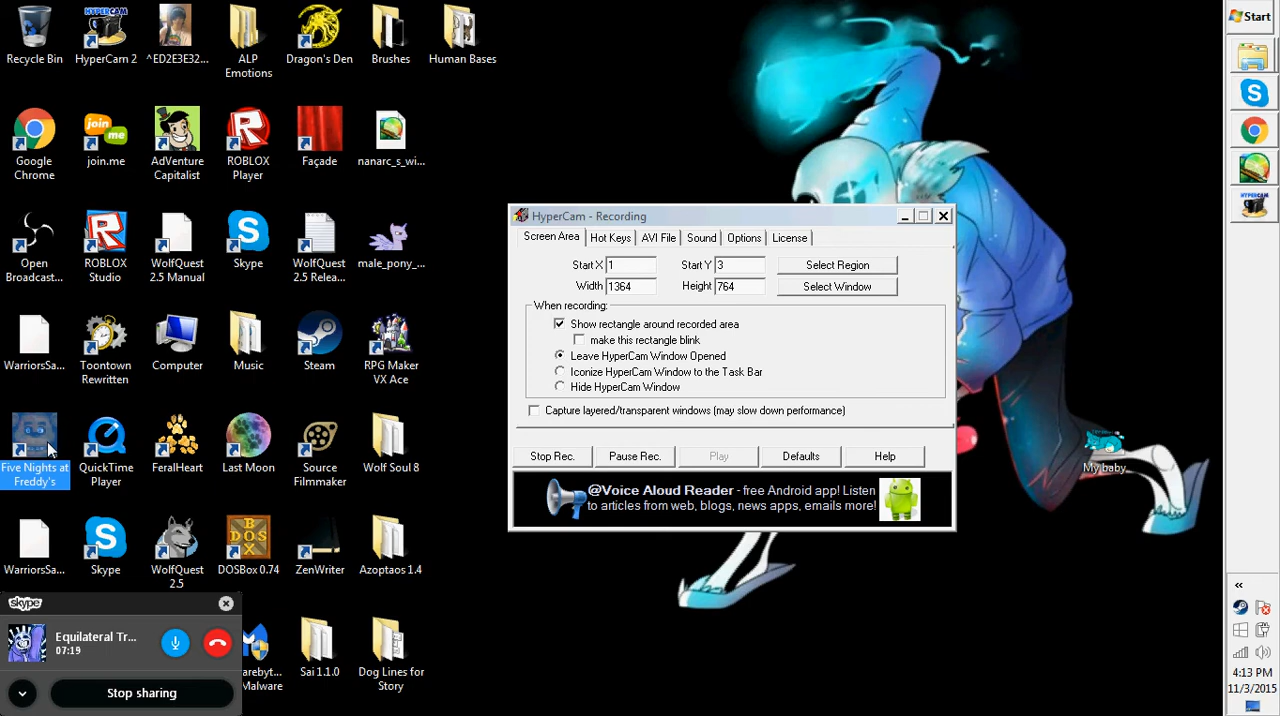 Recycle Bin
HyperCam 2
^ED2E3E32...
ALP
Emotions
Dragon's Den
Brushes
Human Bases
Start
Google
Chrome
join.me
join
me
AdVenture
Capitalist
ROBLOX
Player
Façade
nanarc_s_wi...
Open
Broadcast...
ROBLOX
Studio
WolfQuest
2.5 Manual
Skype
WolfQuest
2.5 Relea...
male_pony_...
WarriorsSa...
Toontown
Rewritten
Computer
Music
Steam
RPG Maker
VX Ace
Five Nights at
Freddy's
QuickTime
Player
FeralHeart
Last Moon
Source
Filmmaker
Wolf Soul 8
WarriorsSa...
Skype
WolfQuest
2.5
DOSBox 0.74
ZenWriter
Azoptaos 1.4
arebyt...
Malware
Sai 1.1.0
Dog Lines for
Story
My baby
HyperCam - Recording
Screen Area
Hot Keys
AVI File
Sound
Options
License
Start X 1
Start Y 3
Select Region
Width 1364
Height 764
Select Window
When recording:
Show rectangle around recorded area
make this rectangle blink
Leave HyperCam Window Opened
Iconize HyperCam Window to the Task Bar
Hide HyperCam Window
Capture layered/transparent windows (may slow down performance)
Stop Rec.
Pause Rec.
Play
Defaults
Help
@Voice Aloud Reader - free Android app! Listen
to articles from web, blogs, news apps, emails more!
skype
Equilateral Tr...
07:19
Stop sharing
4:13 PM
11/3/2015